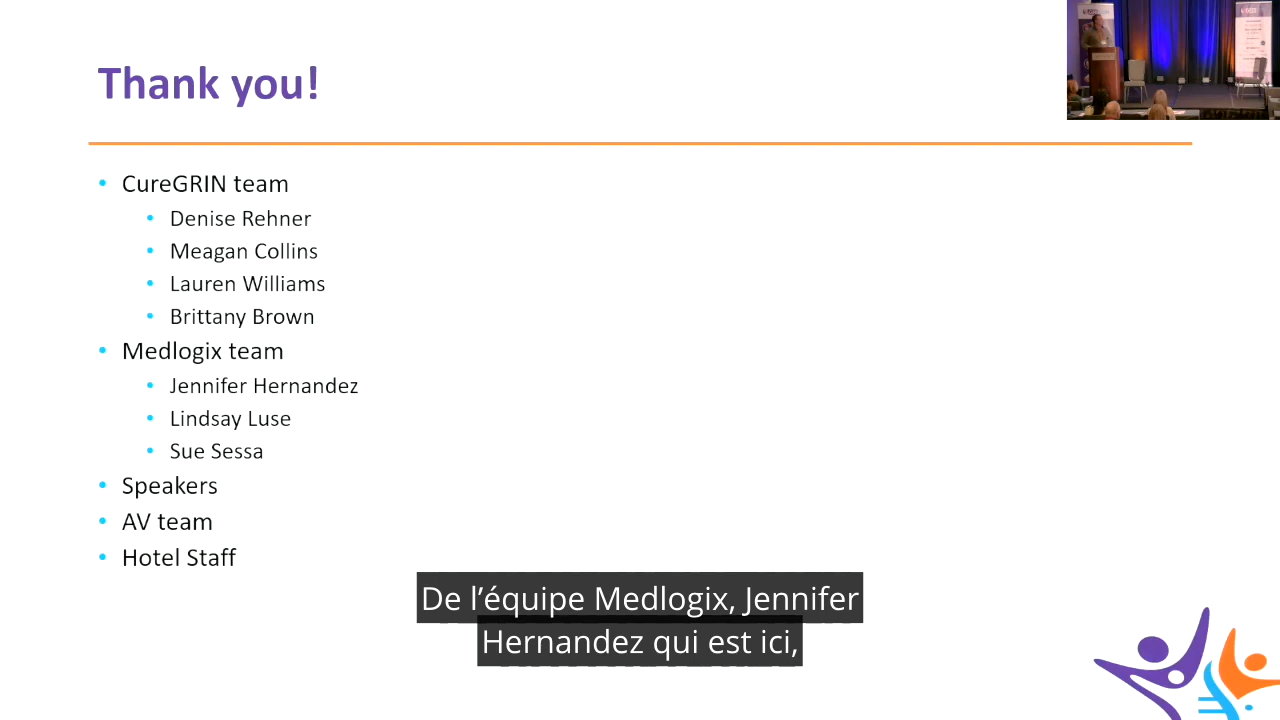 Thank you!
CureGRIN team
Denise Rehner
Meagan Collins
Lauren Williams
Brittany Brown
Medlogix team
Jennifer Hernandez
Lindsay Luse
Sue Sessa
Speakers
AV team
Hotel Staff
De l’équipe Medlogix, Jennifer
Hernandez qui est ici,